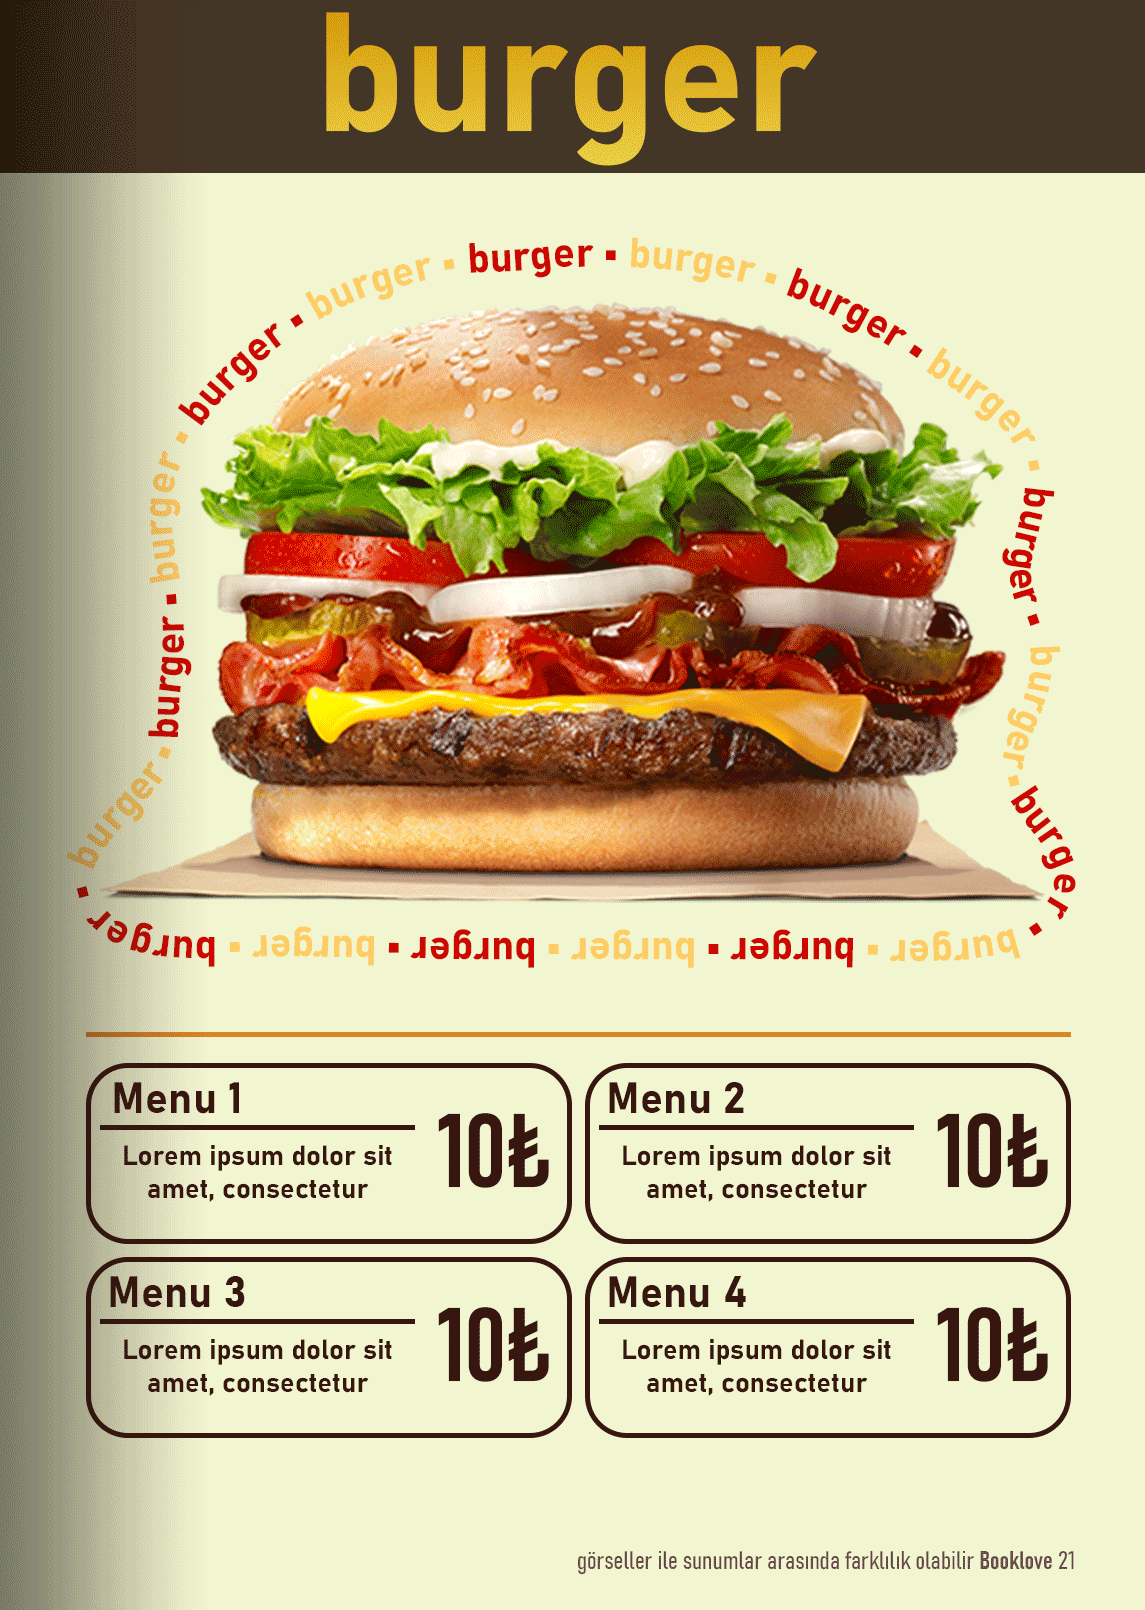 burger
burger ▪ burger ▪ burger ▪ burger ▪ burger ▪ burger ▪ burger ▪ burger ▪ burger ▪ burger ▪ burger ▪ burger ▪ burger ▪ burger ▪ burger ▪ burger ▪ burger ▪ burger ▪
Menu 1
Lorem ipsum dolor sit
amet, consectetur
10₺
Menu 2
Lorem ipsum dolor sit
amet, consectetur
10₺
Menu 3
Lorem ipsum dolor sit
amet, consectetur
10₺
Menu 4
Lorem ipsum dolor sit
amet, consectetur
10₺
görseller ile sunumlar arasında farklılık olabilir Booklove 21